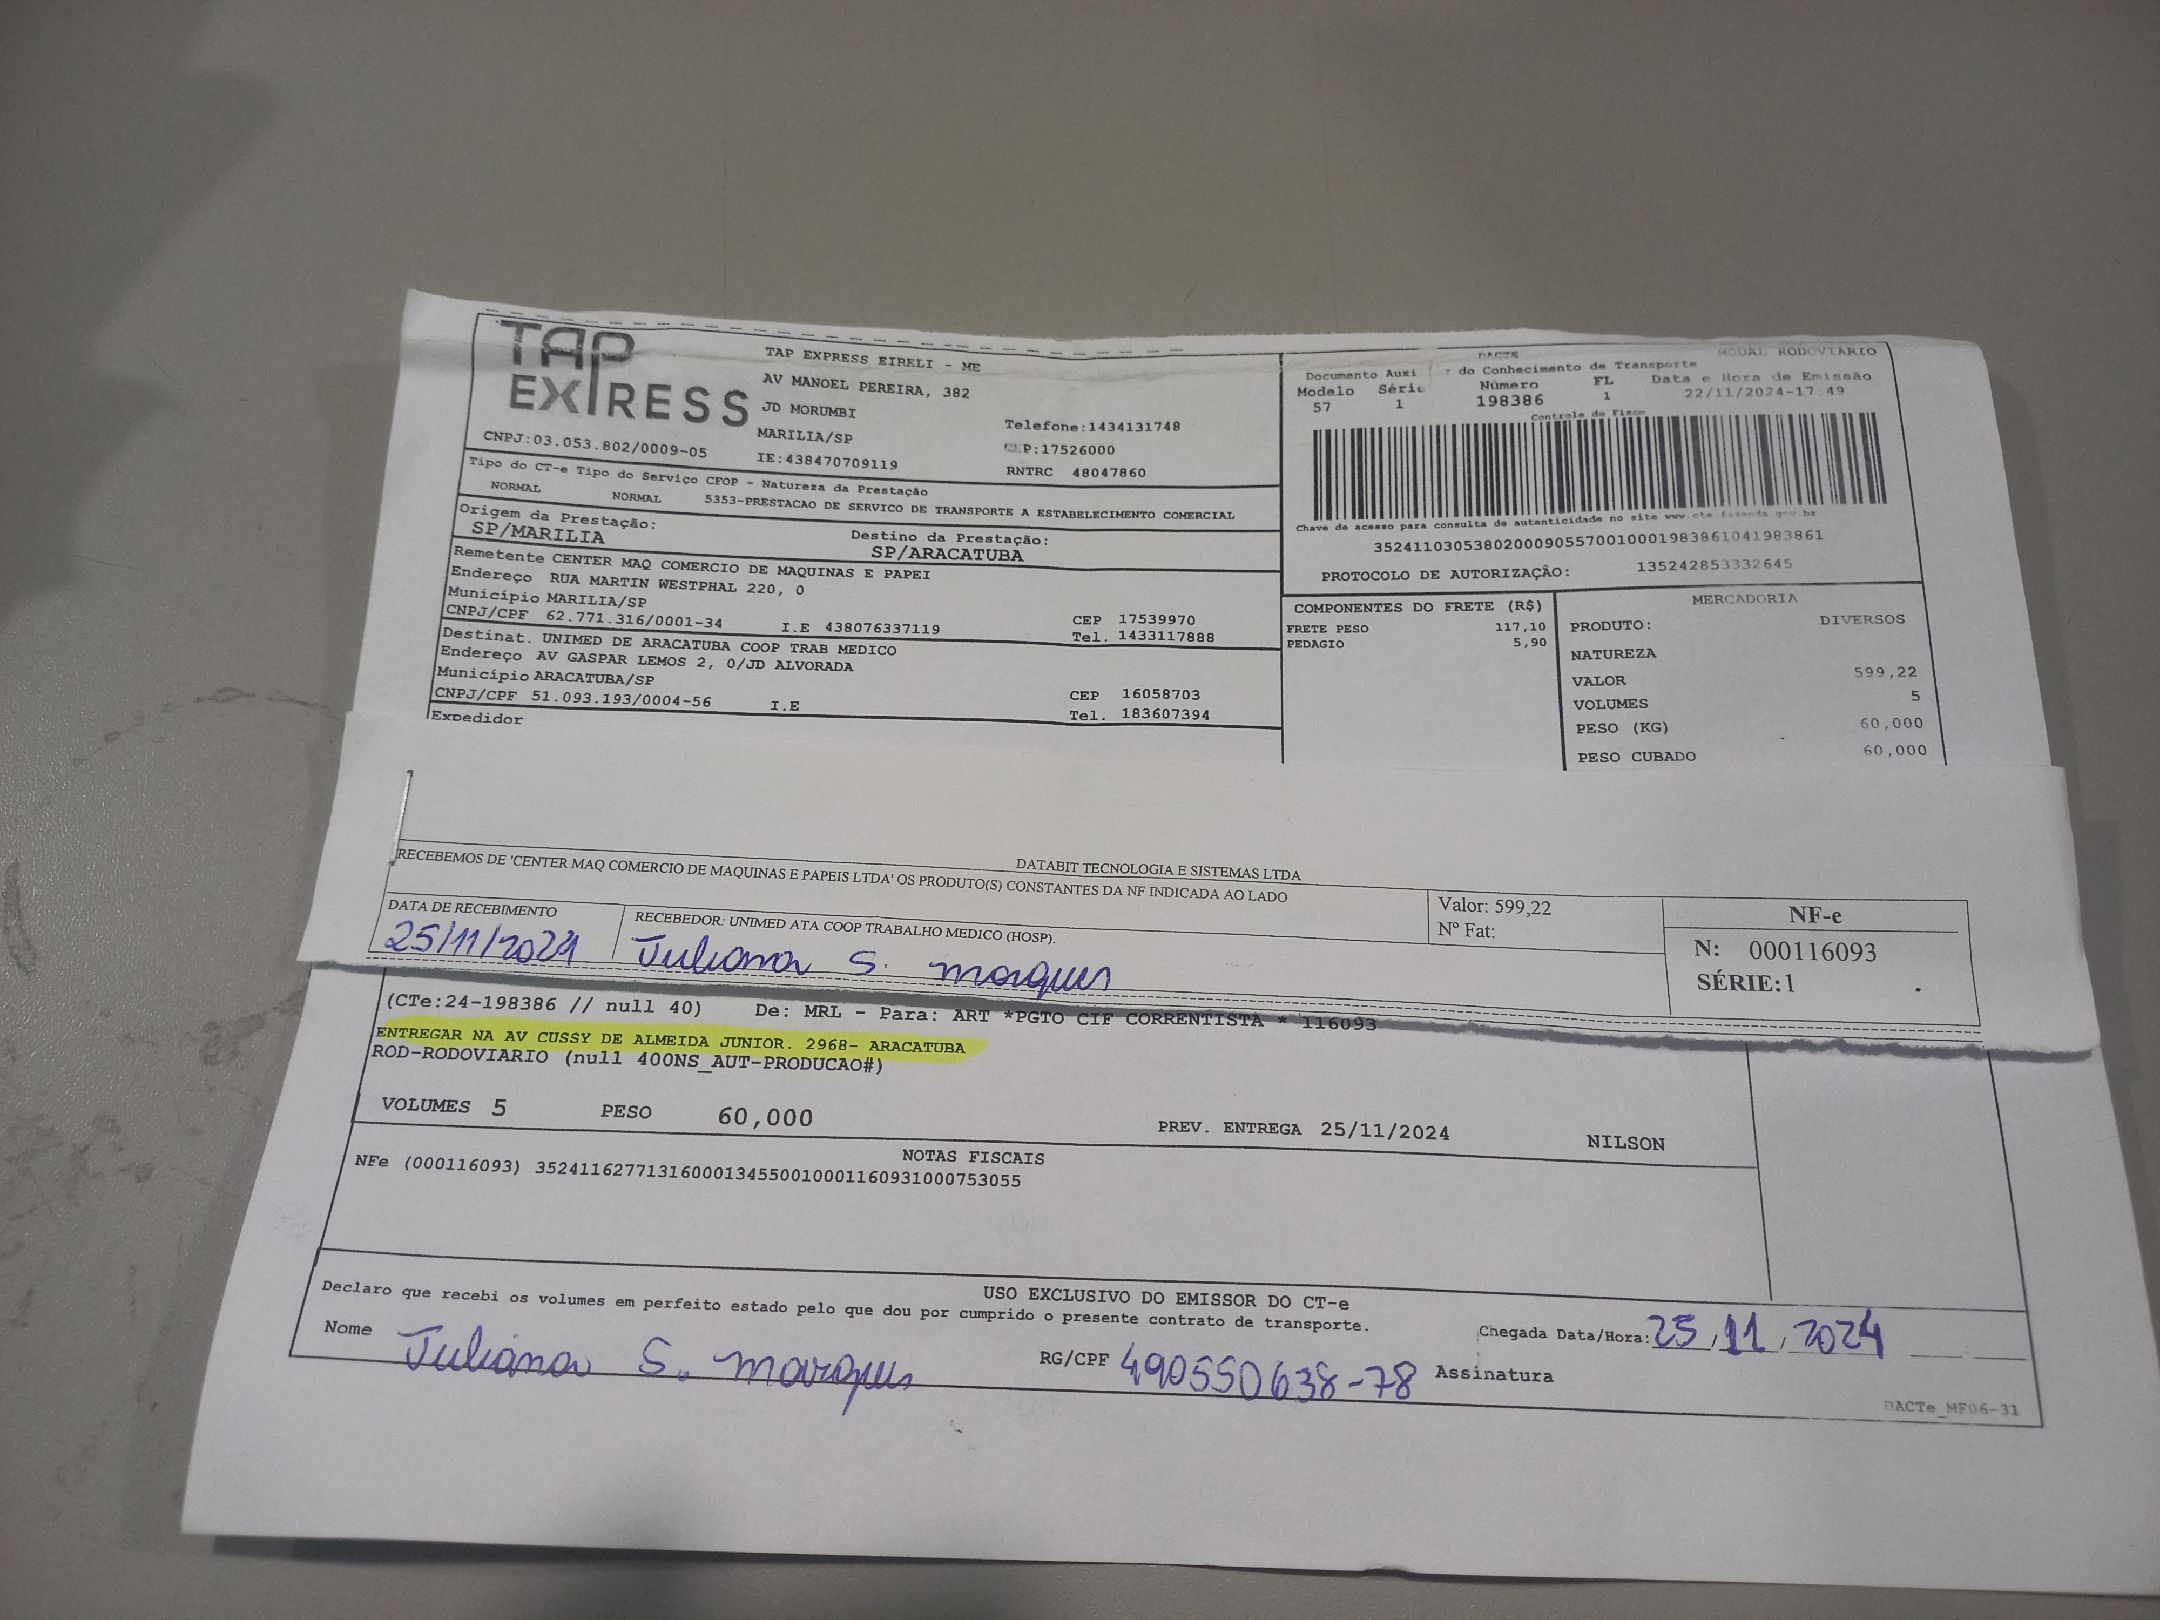 TAP
EXPRESS
CNPJ:03.053.802/0009-05
TAP EXPRESS EIRELI - ME
AV MANOEL PEREIRA, 382
JD MORUMBI
MARILIA/SP
IE:438470709119
Telefone:1434131748
P:17526000
RNTRC 48047860
DACTE
MODAL RODOVIARIO
Documento Auxi do Conhecimento de Transporte
Modelo Série Número FL Data e Hora de Emissão
57 1 198386 1 22/11/2024-17:49
Controle do Fisco
Chave de acesso para consulta de autenticidade no site www.cte.fazenda.gov.br
35241103053802000905570010001983861041983861
PROTOCOLO DE AUTORIZAÇÃO: 135242853332645
Tipo do CT-e Tipo do Serviço CFOP - Natureza da Prestação
NORMAL NORMAL 5353-PRESTACAO DE SERVICO DE TRANSPORTE A ESTABELECIMENTO COMERCIAL
Origem da Prestação: Destino da Prestação:
SP/MARILIA SP/ARACATUBA
Remetente CENTER MAQ COMERCIO DE MAQUINAS E PAPEI
Endereço RUA MARTIN WESTPHAL 220, 0
Município MARILIA/SP CEP 17539970
CNPJ/CPF 62.771.316/0001-34 I.E 438076337119 Tel. 1433117888
Destinat. UNIMED DE ARACATUBA COOP TRAB MEDICO
Endereço AV GASPAR LEMOS 2, 0/JD ALVORADA
Município ARACATUBA/SP CEP 16058703
CNPJ/CPF 51.093.193/0004-56 I.E Tel. 183607394
Expedidor
COMPONENTES DO FRETE (R$)
FRETE PESO 117,10
PEDAGIO 5,90
MERCADORIA
PRODUTO: DIVERSOS
NATUREZA
VALOR 599,22
VOLUMES 5
PESO (KG) 60,000
PESO CUBADO 60,000
DATABIT TECNOLOGIA E SISTEMAS LTDA
RECEBEMOS DE 'CENTER MAQ COMERCIO DE MAQUINAS E PAPEIS LTDA' OS PRODUTO(S) CONSTANTES DA NF INDICADA AO LADO
DATA DE RECEBIMENTO
25/11/2024
RECEBEDOR: UNIMED ATA COOP TRABALHO MEDICO (HOSP).
Juliana S. Marques
Valor: 599,22
Nº Fat:
NF-e
N: 000116093
SÉRIE:1
(CTe:24-198386 // null 40) De: MRL - Para: ART *PGTO CIF CORRENTISTA * 116093
ENTREGAR NA AV CUSSY DE ALMEIDA JUNIOR. 2968- ARACATUBA
ROD-RODOVIARIO (null 400NS_AUT-PRODUCAO#)
VOLUMES 5 PESO 60,000 PREV. ENTREGA 25/11/2024 NILSON
NOTAS FISCAIS
NFe (000116093) 35241162771316000134550010001160931000753055
USO EXCLUSIVO DO EMISSOR DO CT-e
Declaro que recebi os volumes em perfeito estado pelo que dou por cumprido o presente contrato de transporte.
Chegada Data/Hora: 25,11,2024
Nome Juliana S. Marques RG/CPF 490550638-78 Assinatura
DACTe_MF06-31